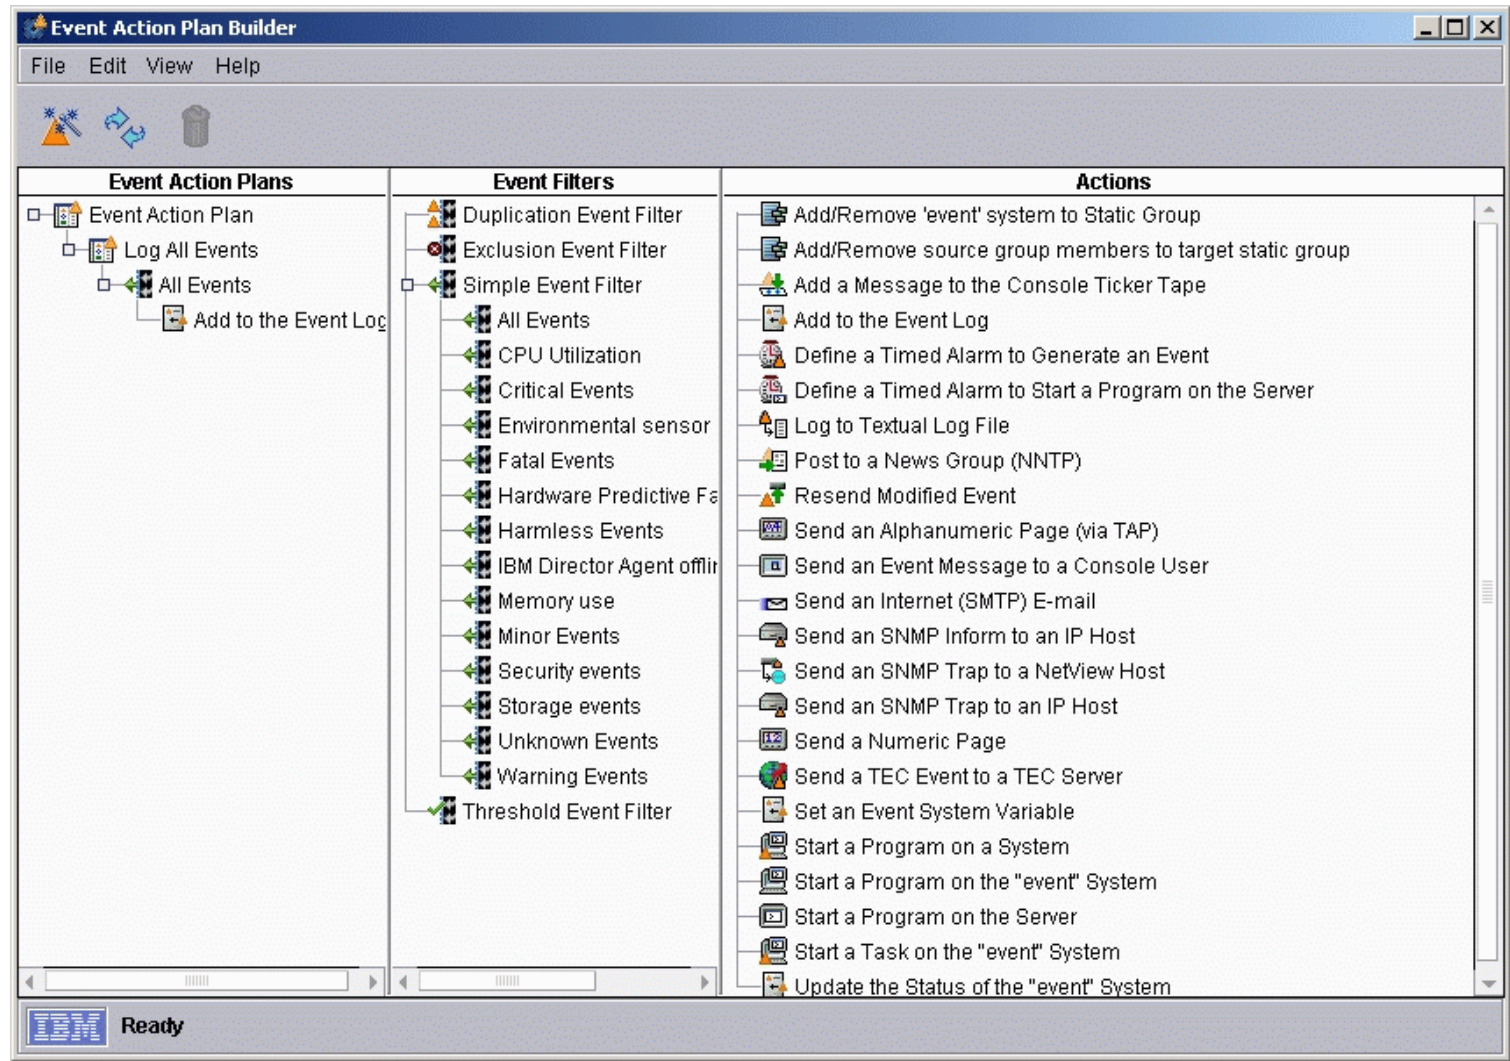 Event Action Plan Builder
File Edit View Help
Event Action Plans
Event Action Plan
Log All Events
All Events
Add to the Event Log
Event Filters
Duplication Event Filter
Exclusion Event Filter
Simple Event Filter
All Events
CPU Utilization
Critical Events
Environmental sensor
Fatal Events
Hardware Predictive Fa
Harmless Events
IBM Director Agent offlin
Memory use
Minor Events
Security events
Storage events
Unknown Events
Warning Events
Threshold Event Filter
Actions
Add/Remove 'event' system to Static Group
Add/Remove source group members to target static group
Add a Message to the Console Ticker Tape
Add to the Event Log
Define a Timed Alarm to Generate an Event
Define a Timed Alarm to Start a Program on the Server
Log to Textual Log File
Post to a News Group (NNTP)
Resend Modified Event
Send an Alphanumeric Page (via TAP)
Send an Event Message to a Console User
Send an Internet (SMTP) E-mail
Send an SNMP Inform to an IP Host
Send an SNMP Trap to a NetView Host
Send an SNMP Trap to an IP Host
Send a Numeric Page
Send a TEC Event to a TEC Server
Set an Event System Variable
Start a Program on a System
Start a Program on the "event" System
Start a Program on the Server
Start a Task on the "event" System
Update the Status of the "event" System
IBM Ready